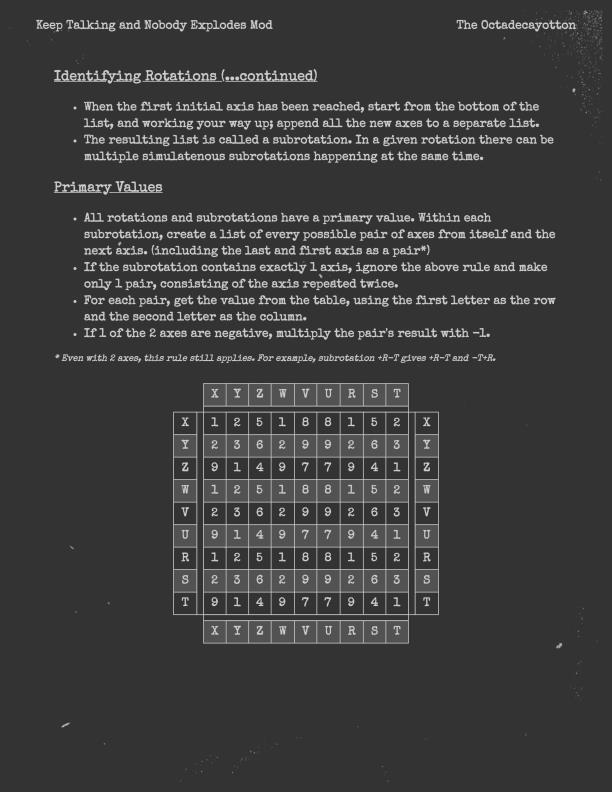 Keep Talking and Nobody Explodes Mod The Octadecayotton
Identifying Rotations (...continued)
• When the first initial axis has been reached, start from the bottom of the
list, and working your way up; append all the new axes to a separate list.
• The resulting list is called a subrotation. In a given rotation there can be
multiple simulatenous subrotations happening at the same time.
Primary Values
• All rotations and subrotations have a primary value. Within each
subrotation, create a list of every possible pair of axes from itself and the
next axis. (including the last and first axis as a pair*)
• If the subrotation contains exactly 1 axis, ignore the above rule and make
only 1 pair, consisting of the axis repeated twice.
• For each pair, get the value from the table, using the first letter as the row
and the second letter as the column.
• If 1 of the 2 axes are negative, multiply the pair's result with -1.
* Even with 2 axes, this rule still applies. For example, subrotation +R-T gives +R-T and -T+R.
X Y Z W V U R S T
X 1 2 5 1 8 8 1 5 2 X
Y 2 3 6 2 9 9 2 6 3 Y
Z 9 1 4 9 7 7 9 4 1 Z
W 1 2 5 1 8 8 1 5 2 W
V 2 3 6 2 9 9 2 6 3 V
U 9 1 4 9 7 7 9 4 1 U
R 1 2 5 1 8 8 1 5 2 R
S 2 3 6 2 9 9 2 6 3 S
T 9 1 4 9 7 7 9 4 1 T
X Y Z W V U R S T